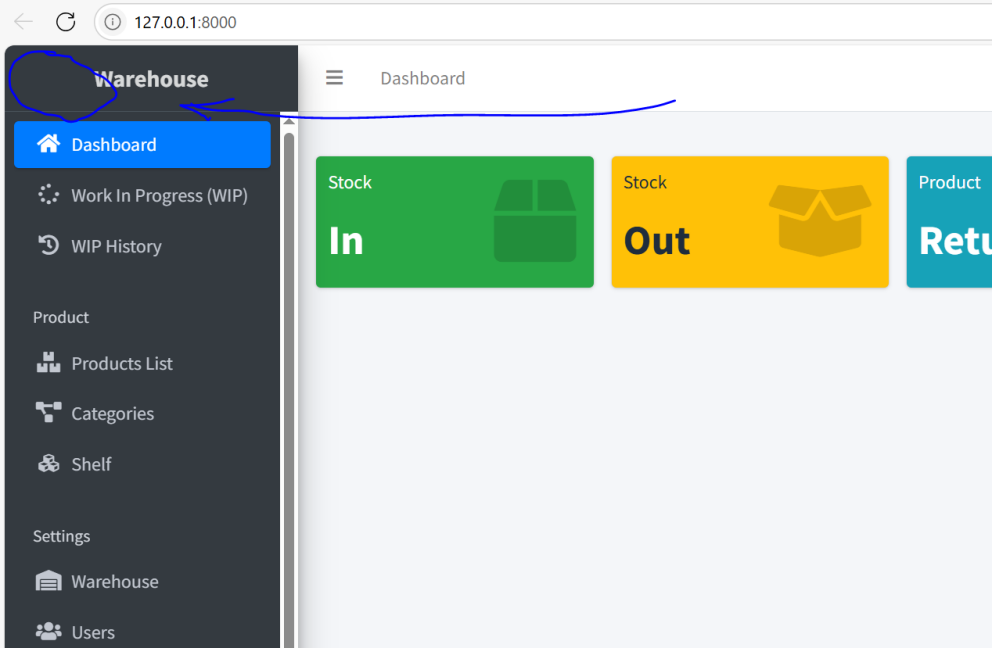 127.0.0.1:8000
Warehouse
Dashboard
Dashboard
Work In Progress (WIP)
WIP History
Product
Products List
Categories
Shelf
Settings
Warehouse
Users
Stock
In
Stock
Out
Product
Retu